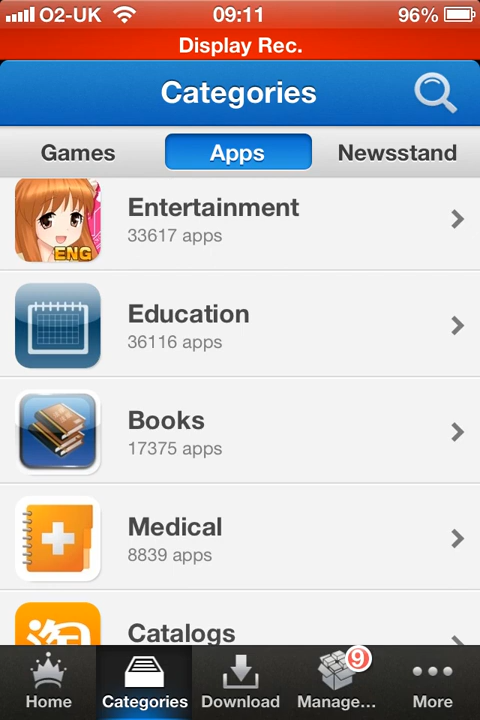 O2-UK 09:11 96%
Display Rec.
Categories
Games Apps Newsstand
ENG
Entertainment
33617 apps
Education
36116 apps
Books
17375 apps
Medical
8839 apps
淘
Catalogs
9
Home Categories Download Manage... More